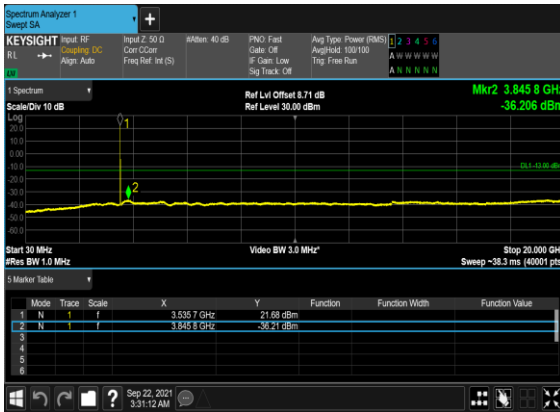 Spectrum Analyzer 1
Swept SA
+
KEYSIGHT Input: RF Input Z: 50 Ω #Atten: 40 dB PNO: Fast Avg Type: Power (RMS) 1 2 3 4 5 6
RL Coupling: DC Corr CCorr Gate: Off Avg|Hold: 100/100 A W W W W W
Align: Auto Freq Ref: Int (S) IF Gain: Low Trig: Free Run
Sig Track: Off A N N N N N
1 Spectrum
Scale/Div 10 dB
Ref Lvl Offset 8.71 dB
Ref Level 30.00 dBm
Mkr2 3.845 8 GHz
-36.206 dBm
Log
20.0
10.0
0.00
-10.0
-20.0
-30.0
-40.0
-50.0
-60.0
1
2
DL1 -13.00 dBm
Start 30 MHz Video BW 3.0 MHz* Stop 20.000 GHz
#Res BW 1.0 MHz Sweep ~38.3 ms (40001 pts)
5 Marker Table
Mode Trace Scale X Y Function Function Width Function Value
1 N 1 f 3.535 7 GHz 21.68 dBm
2 N 1 f 3.845 8 GHz -36.21 dBm
3
4
5
6
? Sep 22, 2021
3:31:12 AM